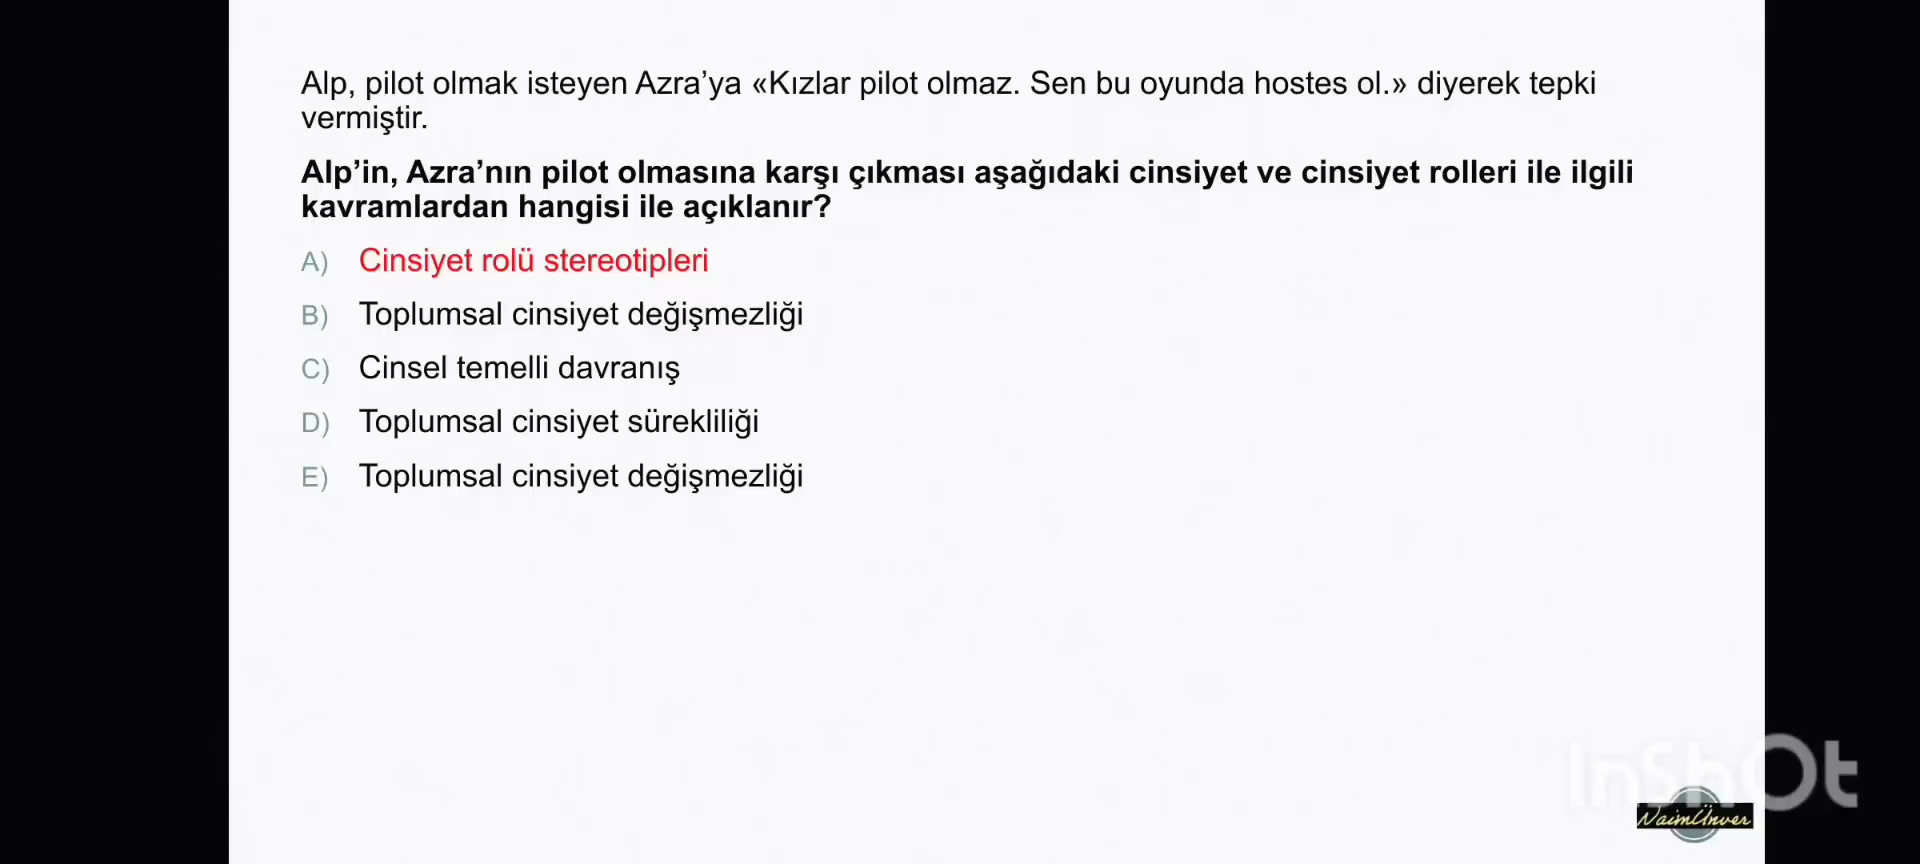 Alp, pilot olmak isteyen Azra’ya «Kızlar pilot olmaz. Sen bu oyunda hostes ol.» diyerek tepki
vermiştir.
Alp’in, Azra’nın pilot olmasına karşı çıkması aşağıdaki cinsiyet ve cinsiyet rolleri ile ilgili
kavramlardan hangisi ile açıklanır?
A) Cinsiyet rolü stereotipleri
B) Toplumsal cinsiyet değişmezliği
C) Cinsel temelli davranış
D) Toplumsal cinsiyet sürekliliği
E) Toplumsal cinsiyet değişmezliği
InShOt
NaimÜnver